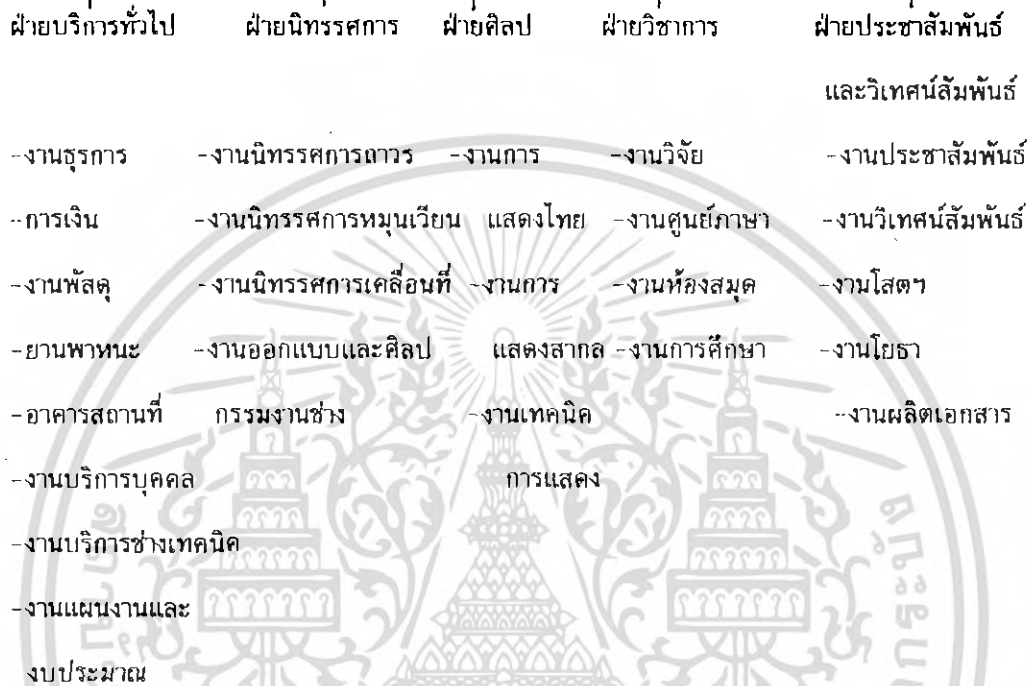 ฝ่ายบริการทั่วไป ฝ่ายนิทรรศการ ฝ่ายศิลป ฝ่ายวิชาการ ฝ่ายประชาสัมพันธ์
และวิเทศน์สัมพันธ์
-งานธุรการ -งานนิทรรศการถาวร -งานการ -งานวิจัย -งานประชาสัมพันธ์
-การเงิน -งานนิทรรศการหมุนเวียน แสดงไทย -งานศูนย์ภาษา -งานวิเทศน์สัมพันธ์
-งานพัสดุ -งานนิทรรศการเคลื่อนที่ -งานการ -งานห้องสมุด -งานโสตฯ
-ยานพาหนะ -งานออกแบบและศิลป แสดงสากล -งานการศึกษา -งานโยธา
-อาคารสถานที่ กรรมงานช่าง -งานเทคนิค -งานผลิตเอกสาร
-งานบริการบุคคล การแสดง
-งานบริการช่างเทคนิค
-งานแผนงานและ
งบประมาณ